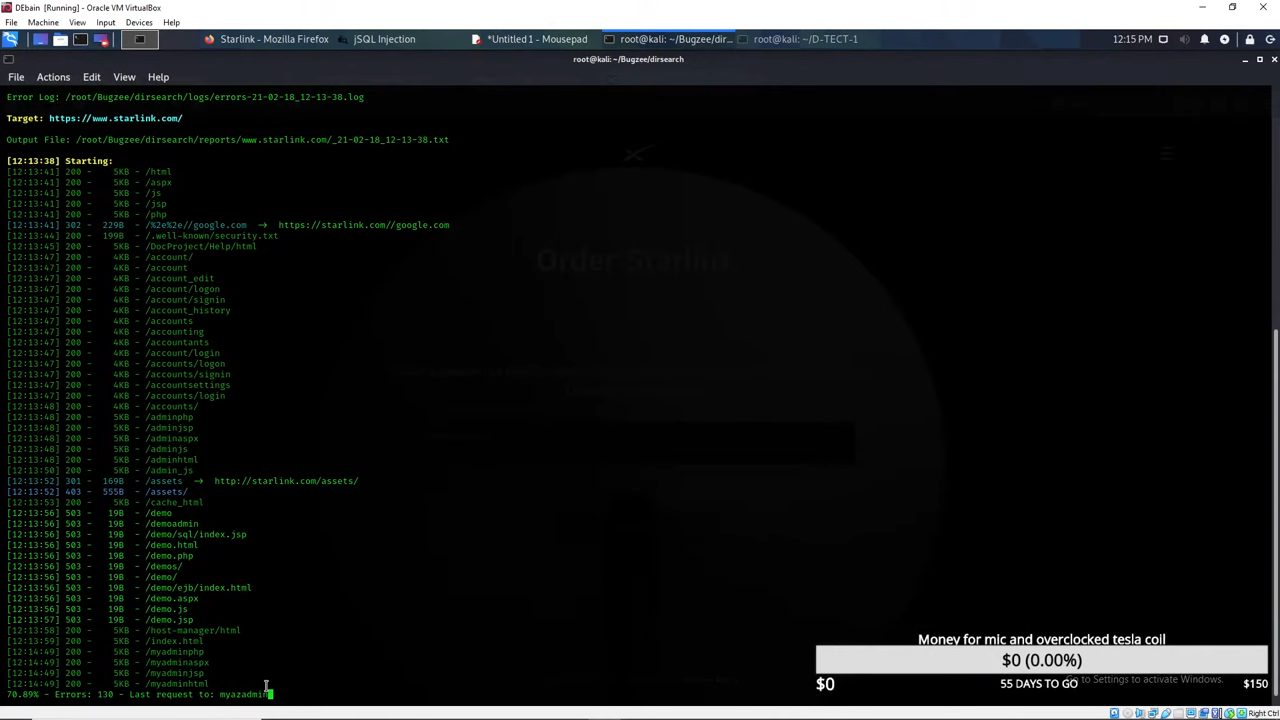 DEbain [Running] - Oracle VM VirtualBox
File Machine View Input Devices Help
Starlink - Mozilla Firefox
jSQL Injection
*Untitled 1 - Mousepad
root@kali: ~/Bugzee/dir...
root@kali: ~/D-TECT-1
12:15 PM
root@kali: ~/Bugzee/dirsearch
File Actions Edit View Help
Error Log: /root/Bugzee/dirsearch/logs/errors-21-02-18_12-13-38.log
Target: https://www.starlink.com/
Output File: /root/Bugzee/dirsearch/reports/www.starlink.com/_21-02-18_12-13-38.txt
[12:13:38] Starting:
[12:13:41] 200 - 5KB - /html
[12:13:41] 200 - 5KB - /aspx
[12:13:41] 200 - 5KB - /js
[12:13:41] 200 - 5KB - /jsp
[12:13:41] 200 - 5KB - /php
[12:13:41] 302 - 229B - /%2e%2e//google.com → https://starlink.com//google.com
[12:13:44] 200 - 199B - /.well-known/security.txt
[12:13:45] 200 - 5KB - /DocProject/Help/html
[12:13:47] 200 - 4KB - /account/
[12:13:47] 200 - 4KB - /account
[12:13:47] 200 - 4KB - /account_edit
[12:13:47] 200 - 4KB - /account/logon
[12:13:47] 200 - 4KB - /account/signin
[12:13:47] 200 - 4KB - /account_history
[12:13:47] 200 - 4KB - /accounts
[12:13:47] 200 - 4KB - /accounting
[12:13:47] 200 - 4KB - /accountants
[12:13:47] 200 - 4KB - /account/login
[12:13:47] 200 - 4KB - /accounts/logon
[12:13:47] 200 - 4KB - /accounts/signin
[12:13:47] 200 - 4KB - /accountsettings
[12:13:47] 200 - 4KB - /accounts/login
[12:13:48] 200 - 4KB - /accounts/
[12:13:48] 200 - 5KB - /adminphp
[12:13:48] 200 - 5KB - /adminjsp
[12:13:48] 200 - 5KB - /adminaspx
[12:13:48] 200 - 5KB - /adminjs
[12:13:48] 200 - 5KB - /adminhtml
[12:13:50] 200 - 5KB - /admin_js
[12:13:52] 301 - 169B - /assets → http://starlink.com/assets/
[12:13:52] 403 - 555B - /assets/
[12:13:53] 200 - 5KB - /cache_html
[12:13:56] 503 - 19B - /demo
[12:13:56] 503 - 19B - /demoadmin
[12:13:56] 503 - 19B - /demo/sql/index.jsp
[12:13:56] 503 - 19B - /demo.html
[12:13:56] 503 - 19B - /demo.php
[12:13:56] 503 - 19B - /demos/
[12:13:56] 503 - 19B - /demo/
[12:13:56] 503 - 19B - /demo/ejb/index.html
[12:13:56] 503 - 19B - /demo.aspx
[12:13:56] 503 - 19B - /demo.js
[12:13:57] 503 - 19B - /demo.jsp
[12:13:58] 200 - 5KB - /host-manager/html
[12:13:59] 200 - 5KB - /index.html
[12:14:49] 200 - 5KB - /myadminphp
[12:14:49] 200 - 5KB - /myadminaspx
[12:14:49] 200 - 5KB - /myadminjsp
[12:14:49] 200 - 5KB - /myadminhtml
70.89% - Errors: 130 - Last request to: myazadmin
Order Starlink
Money for mic and overclocked tesla coil
$0 (0.00%)
Go to Settings to activate Windows.
$0 55 DAYS TO GO $150
Right Ctrl